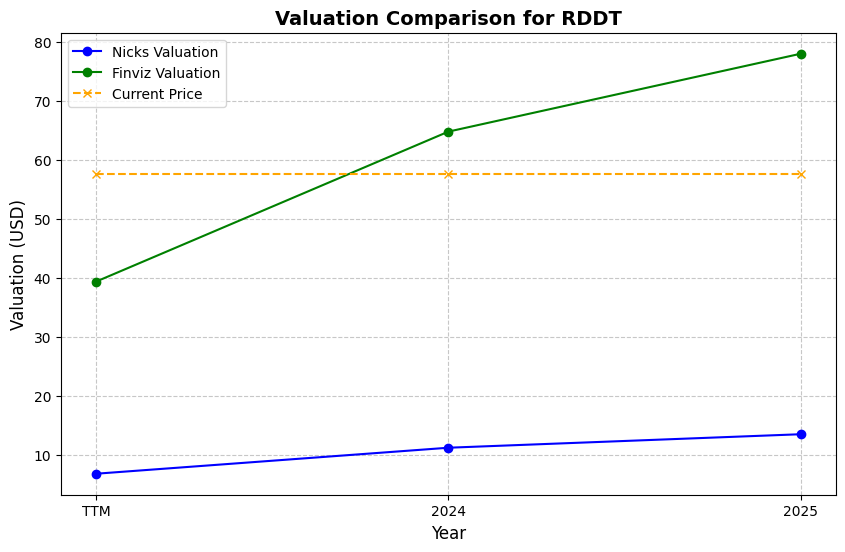 Valuation Comparison for RDDT
Nicks Valuation
Finviz Valuation
Current Price
Valuation (USD)
80
70
60
50
40
30
20
10
TTM
2024
2025
Year